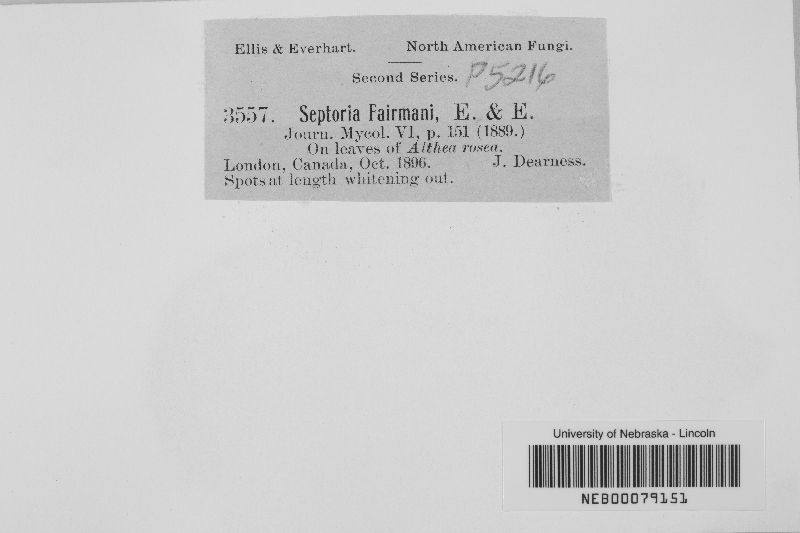 Ellis & Everhart. North American Fungi.
Second Series. P5216
3557. Septoria Fairmani, E. & E.
Journ. Mycol. VI, p. 151 (1889.)
On leaves of Althea rosea.
London, Canada, Oct. 1896. J. Dearness.
Spots at length whitening out.
University of Nebraska - Lincoln
NEB00079151